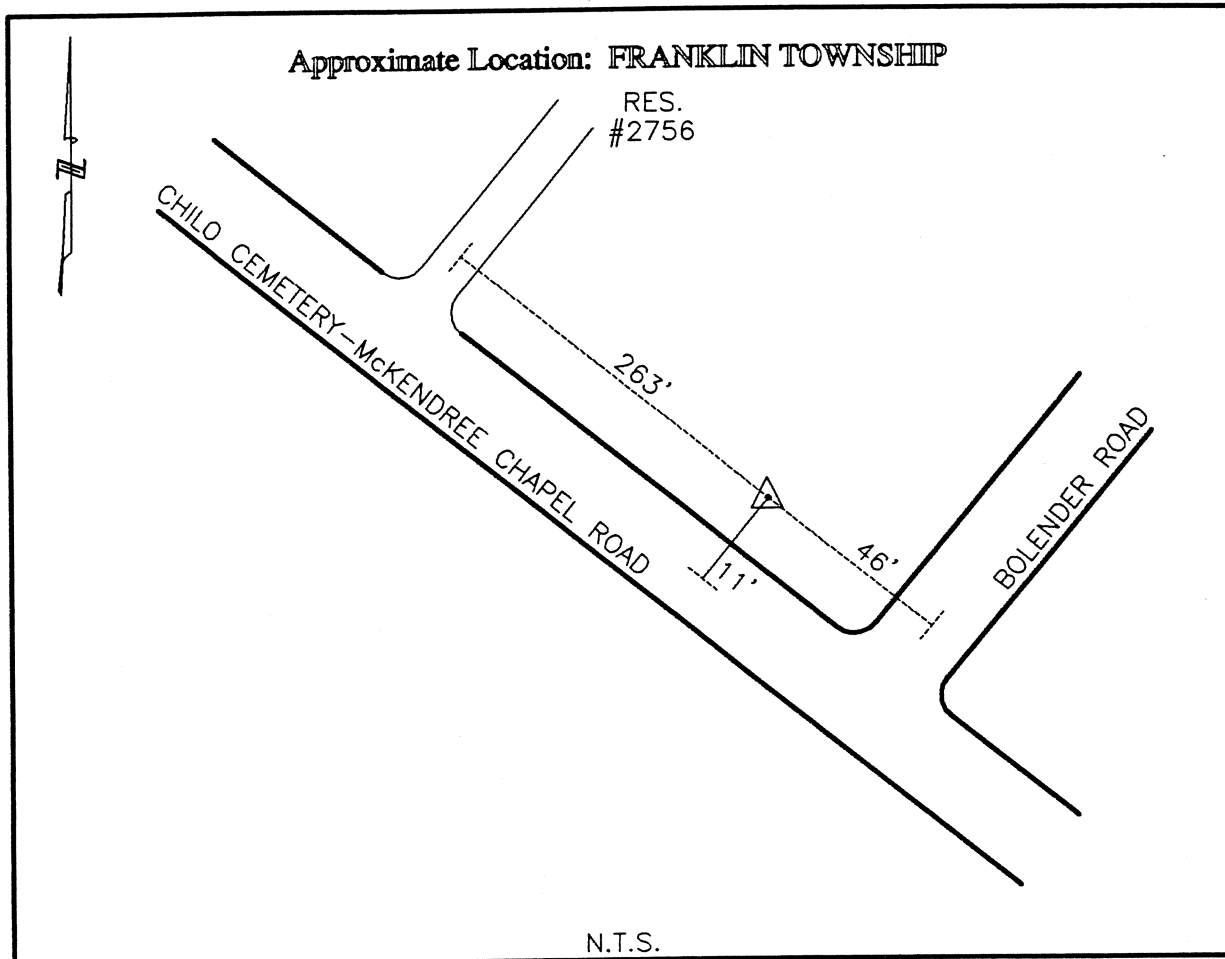 Approximate Location: FRANKLIN TOWNSHIP
RES.
#2756
N
CHILO CEMETERY-McKENDREE CHAPEL ROAD
263'
46'
11'
BOLENDER ROAD
N.T.S.